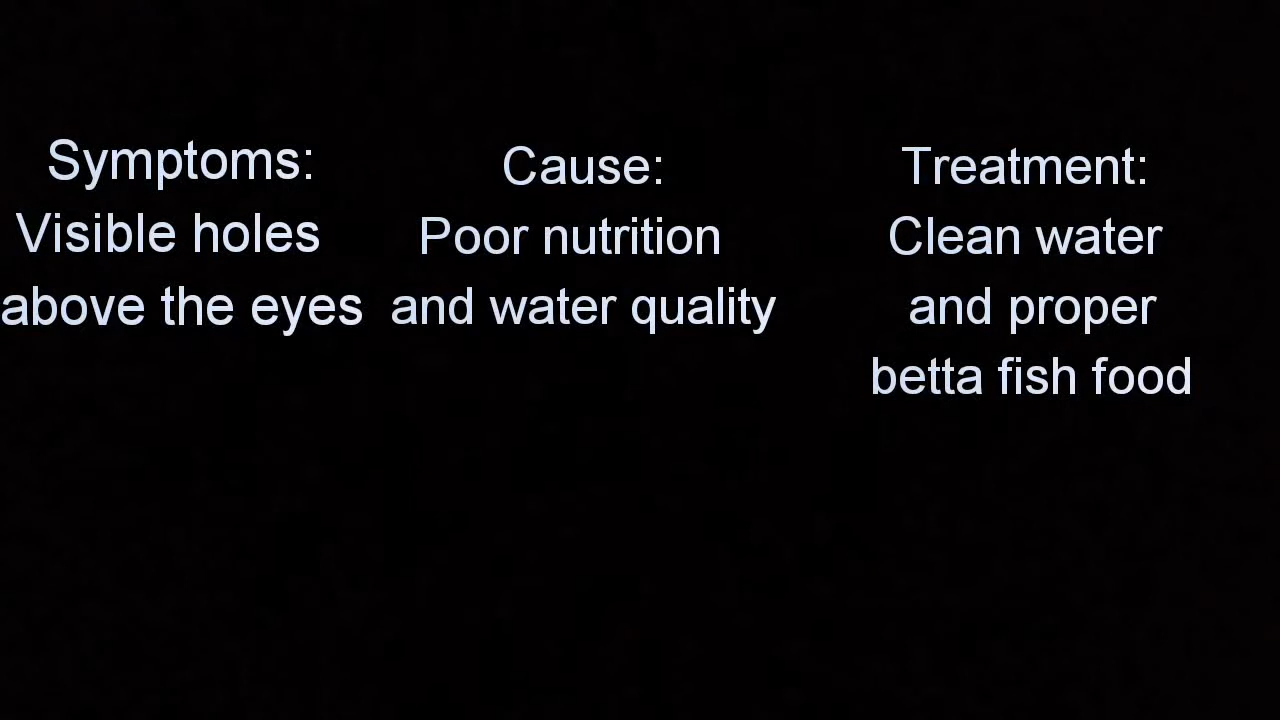 Symptoms:
Visible holes
above the eyes
Cause:
Poor nutrition
and water quality
Treatment:
Clean water
and proper
betta fish food